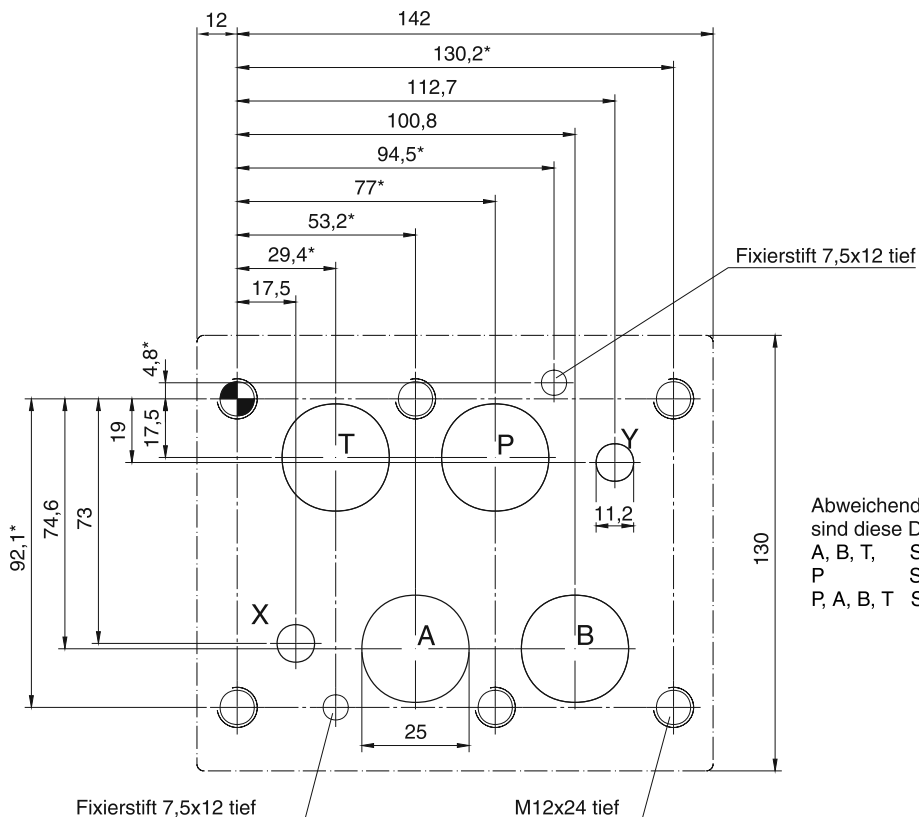 12
142
130,2*
112,7
100,8
94,5*
77*
53,2*
29,4*
17,5
Fixierstift 7,5x12 tief
4,8*
19
17,5
T
P
Y
92,1*
74,6
73
11,2
130
Abweichend
sind diese D
A, B, T, S
P S
P, A, B, T S
X
A
B
25
Fixierstift 7,5x12 tief
M12x24 tief